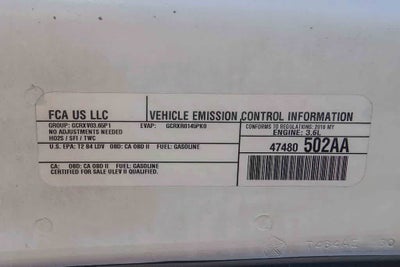 FCA US LLC
VEHICLE EMISSION CONTROL INFORMATION
GROUP: GCRXV03.65P1 EVAP: GCRXR0145PK0
NO ADJUSTMENTS NEEDED
HO2S / SFI / TWC
CONFORMS TO REGULATIONS: 2016 MY
ENGINE: 3.6L
U.S. EPA: T2 B4 LDV OBD: CA OBD II FUEL: GASOLINE
47480 502AA
CA: OBD: CA OBD II FUEL: GASOLINE
CERTIFIED FOR SALE ULEV II QUALIFIED.